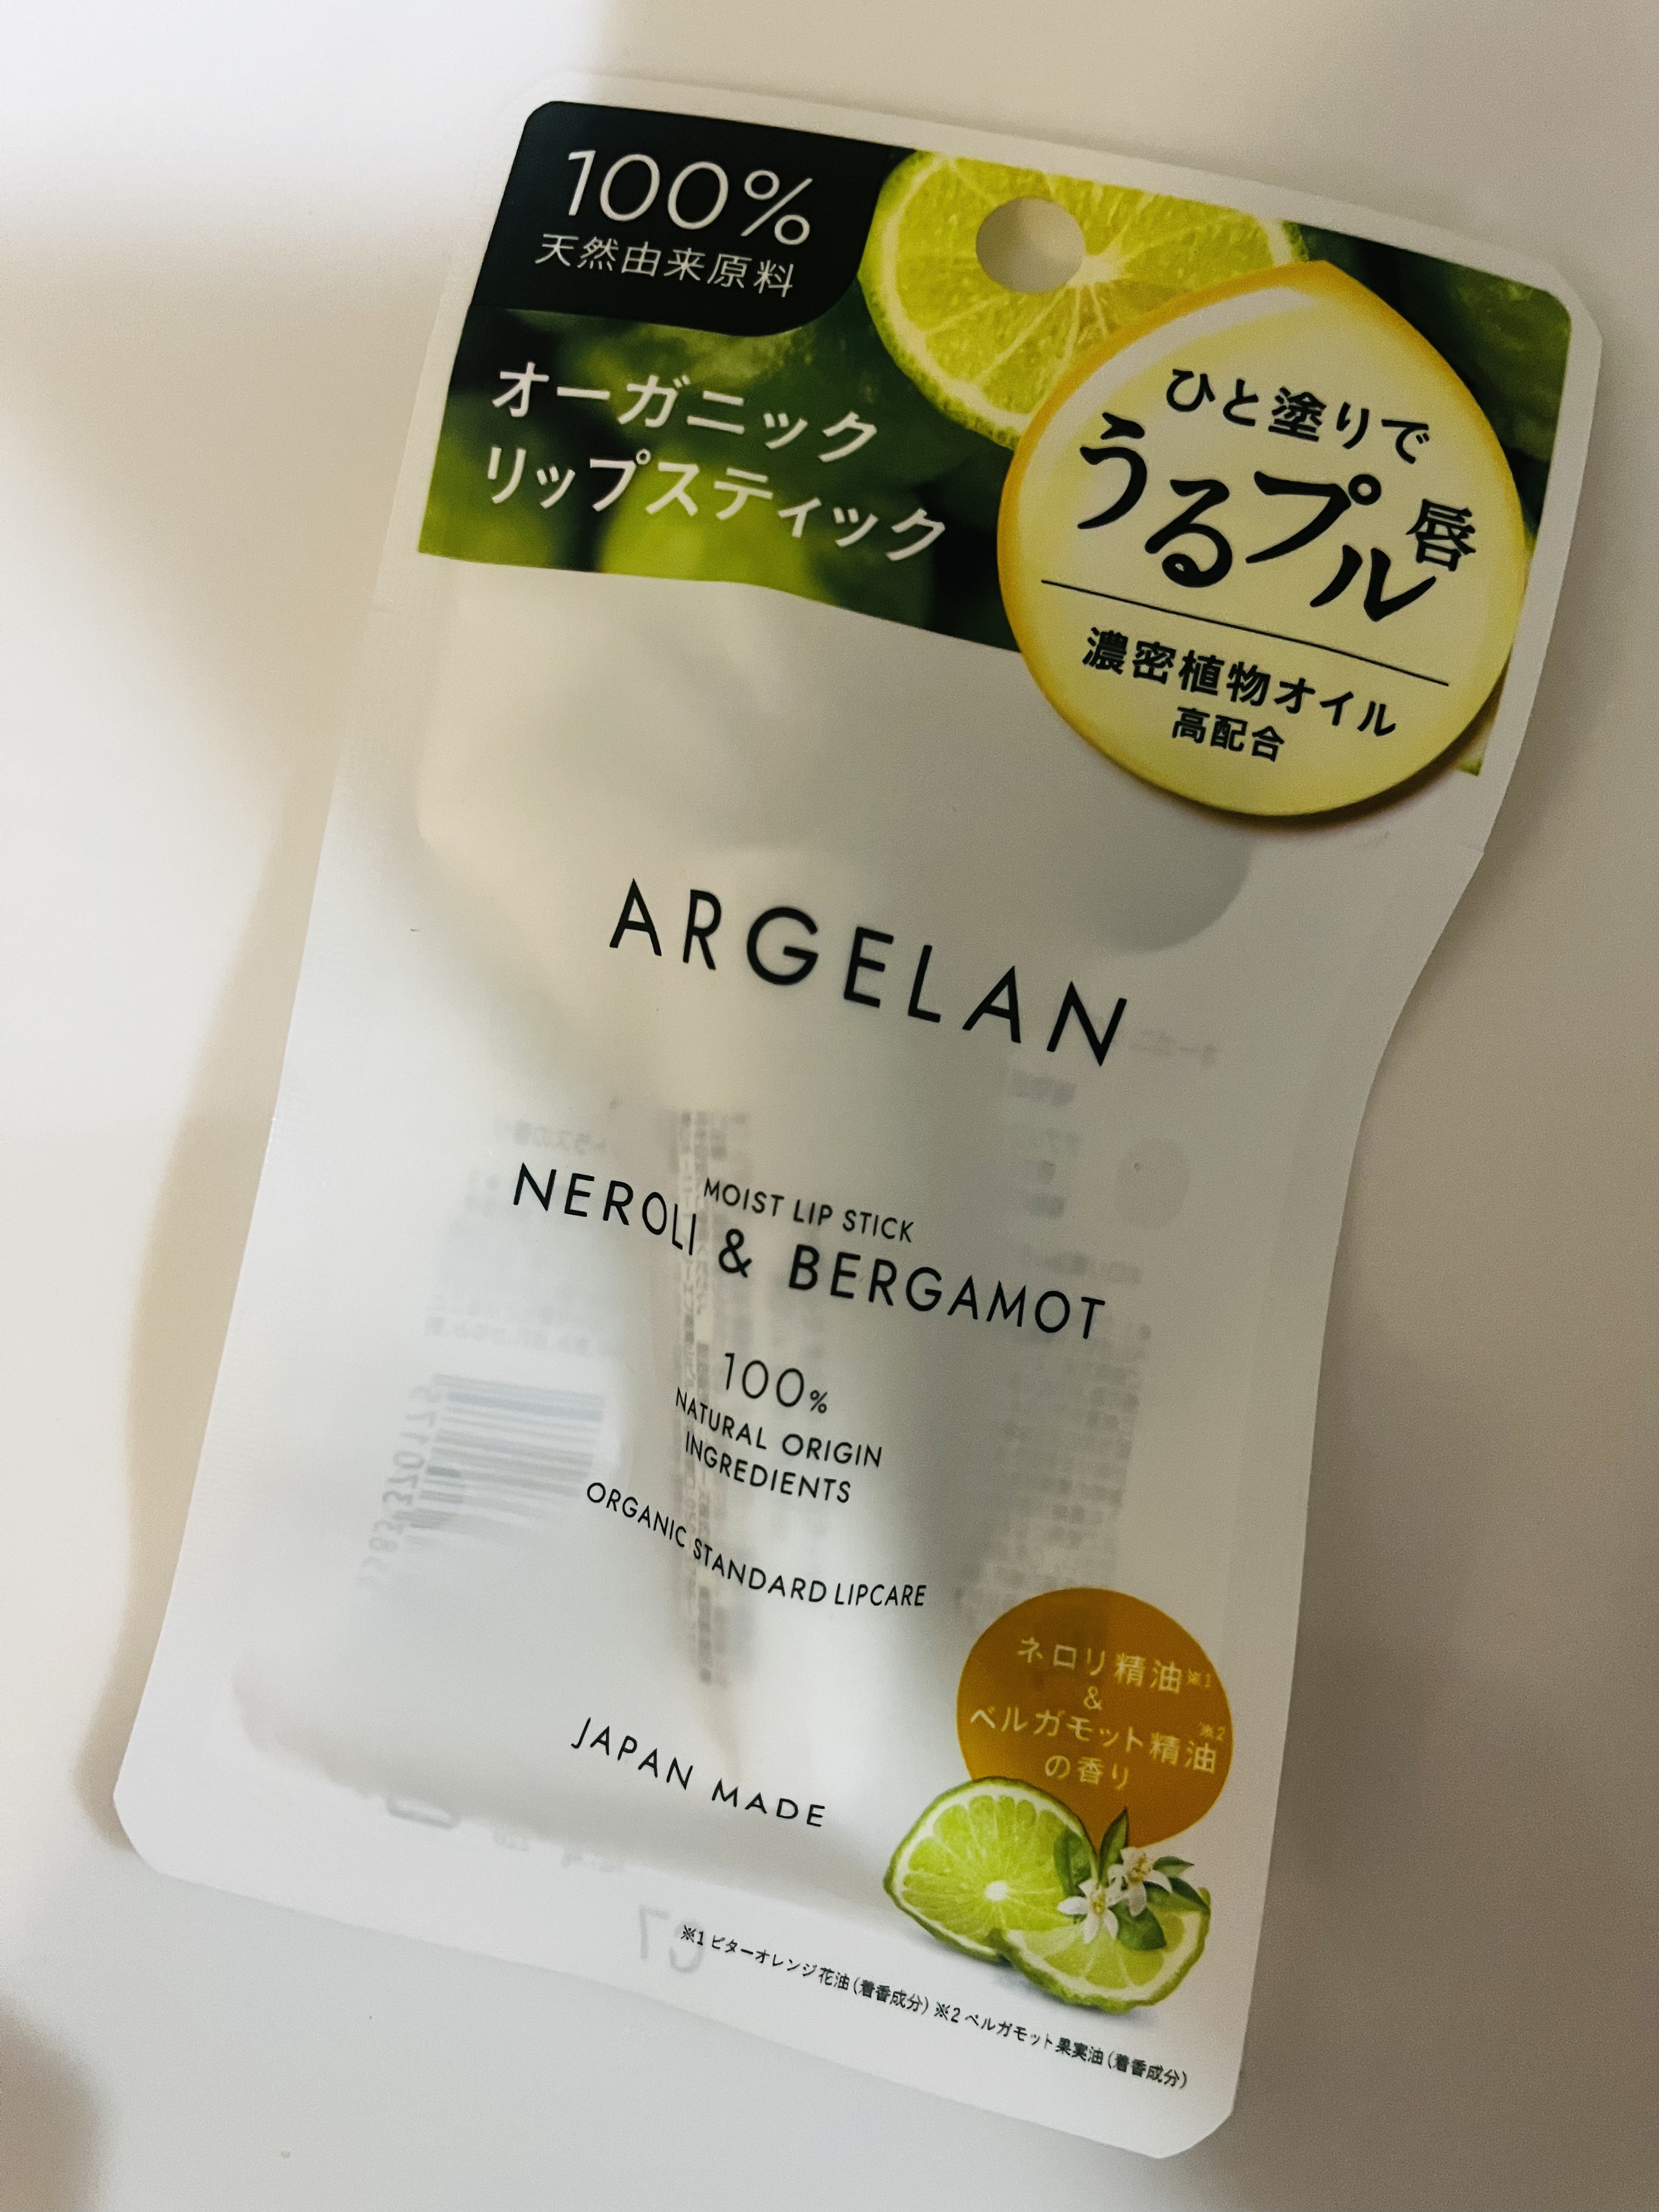 100%
天然由来原料
オーガニック
リップスティック
ひと塗りで
うるプル唇
濃密植物オイル
高配合
ARGELAN
MOIST LIP STICK
NEROLI & BERGAMOT
100%
NATURAL ORIGIN
INGREDIENTS
ORGANIC STANDARD LIPCARE
JAPAN MADE
ネロリ精油※1
&
ベルガモット精油※2
の香り
※1 ビターオレンジ花油(着香成分) ※2 ベルガモット果実油(着香成分)